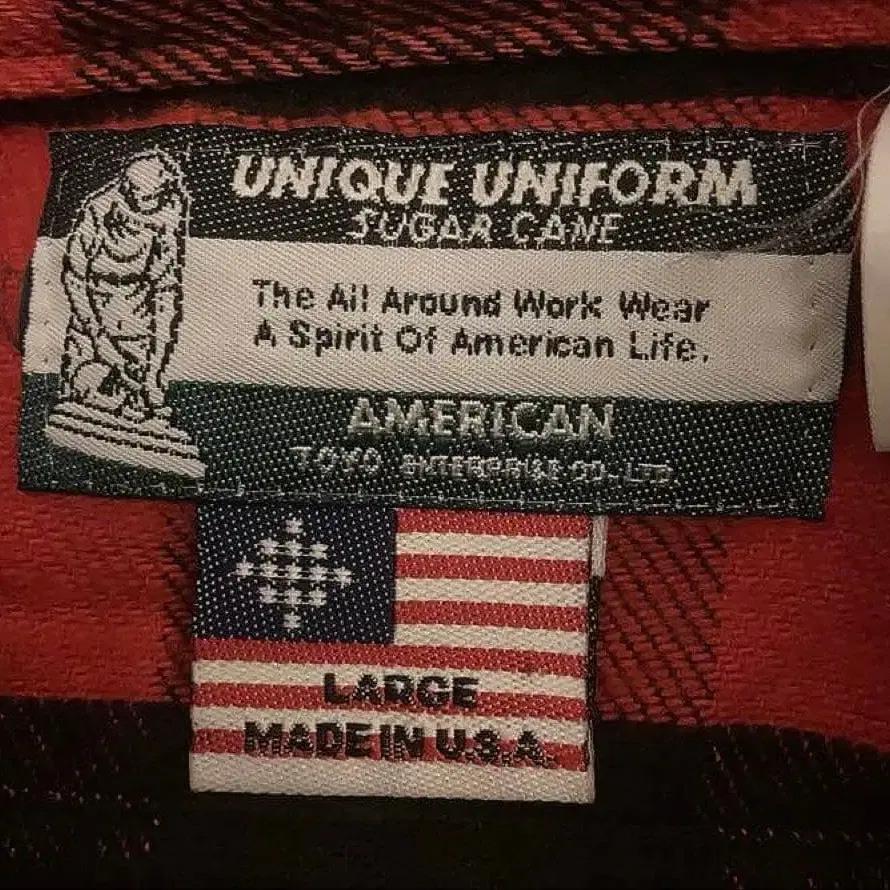 UNIQUE UNIFORM
SUGAR CANE
The All Around Work Wear
A Spirit Of American Life.
AMERICAN
TOYO ENTERPRISE CO.,LTD.
LARGE
MADE IN U.S.A.